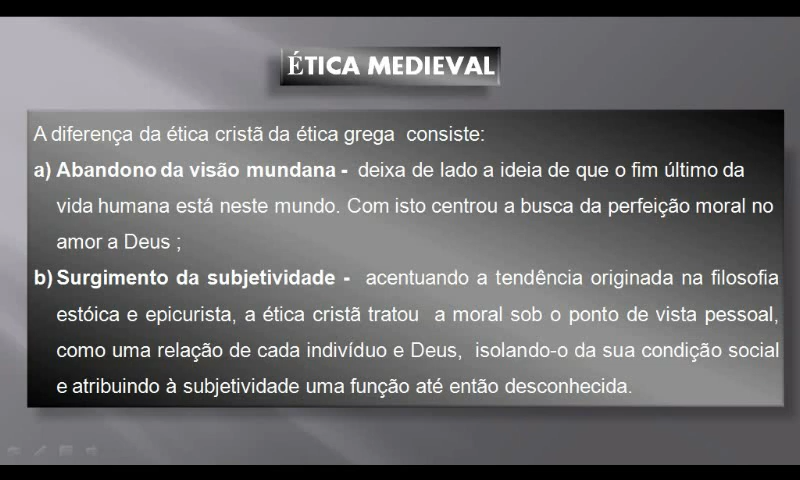 ÉTICA MEDIEVAL
A diferença da ética cristã da ética grega consiste:
a) Abandono da visão mundana - deixa de lado a ideia de que o fim último da
vida humana está neste mundo. Com isto centrou a busca da perfeição moral no
amor a Deus ;
b) Surgimento da subjetividade - acentuando a tendência originada na filosofia
estóica e epicurista, a ética cristã tratou a moral sob o ponto de vista pessoal,
como uma relação de cada indivíduo e Deus, isolando-o da sua condição social
e atribuindo à subjetividade uma função até então desconhecida.